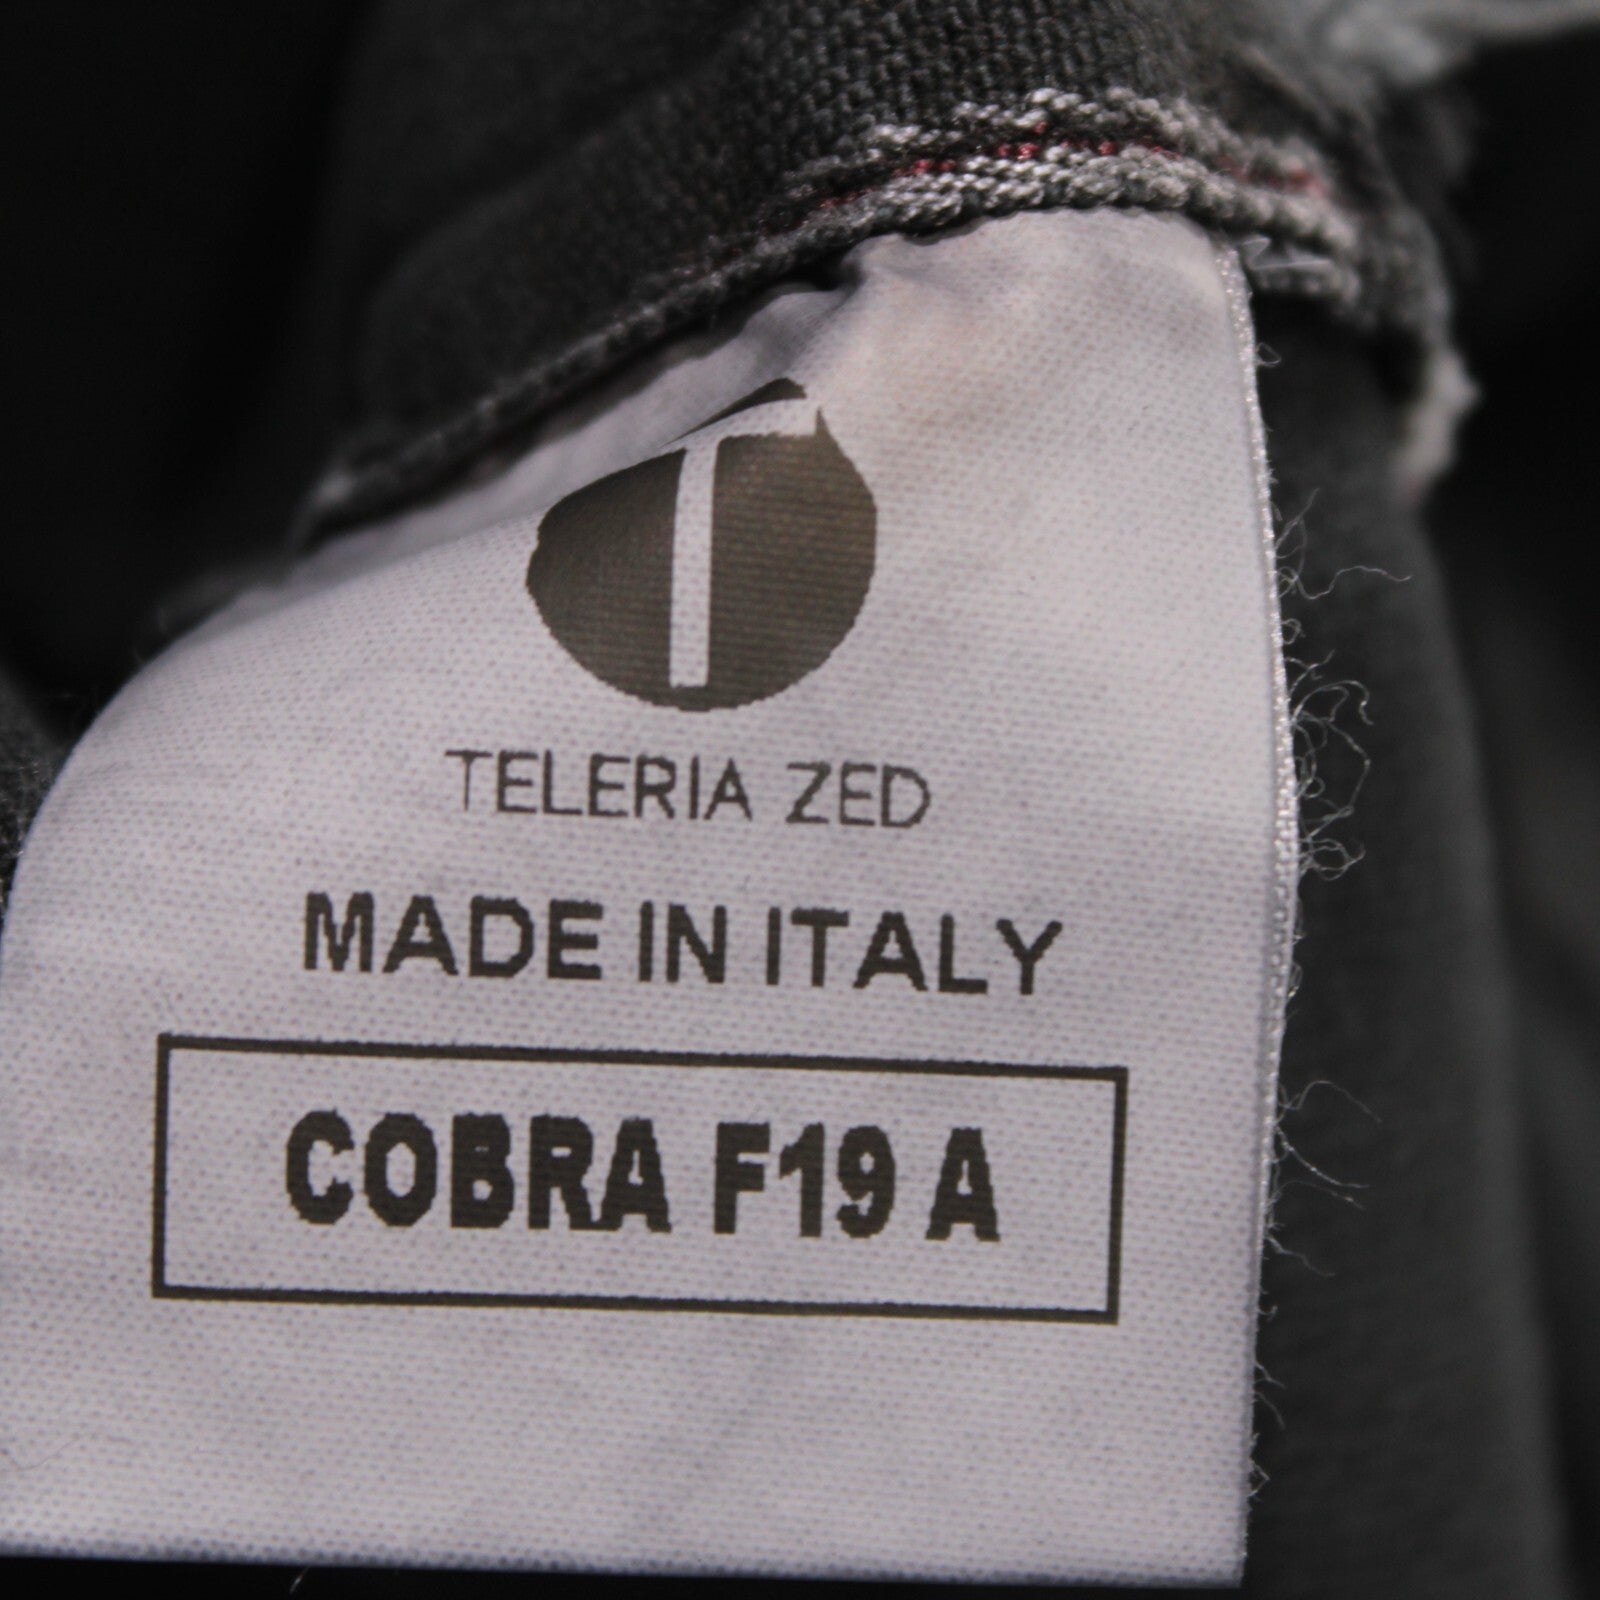 T
TELERIA ZED
MADE IN ITALY
COBRA F19 A